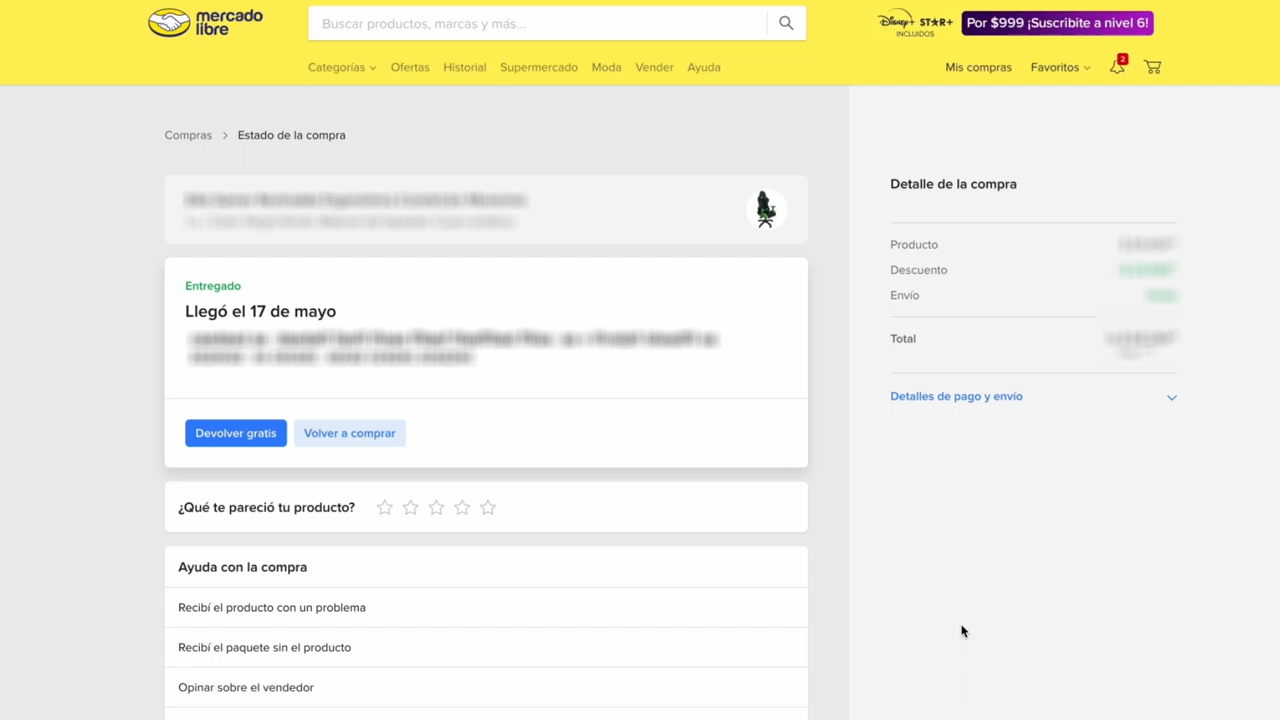 mercado
libre
Buscar productos, marcas y más...
Disney+ STAR+
INCLUIDOS
Por $999 ¡Suscribite a nivel 6!
Categorías
Ofertas
Historial
Supermercado
Moda
Vender
Ayuda
Mis compras
Favoritos
2
Compras
Estado de la compra
Entregado
Llegó el 17 de mayo
Devolver gratis
Volver a comprar
¿Qué te pareció tu producto?
Ayuda con la compra
Recibí el producto con un problema
Recibí el paquete sin el producto
Opinar sobre el vendedor
Detalle de la compra
Producto
Descuento
Envío
Total
Detalles de pago y envío